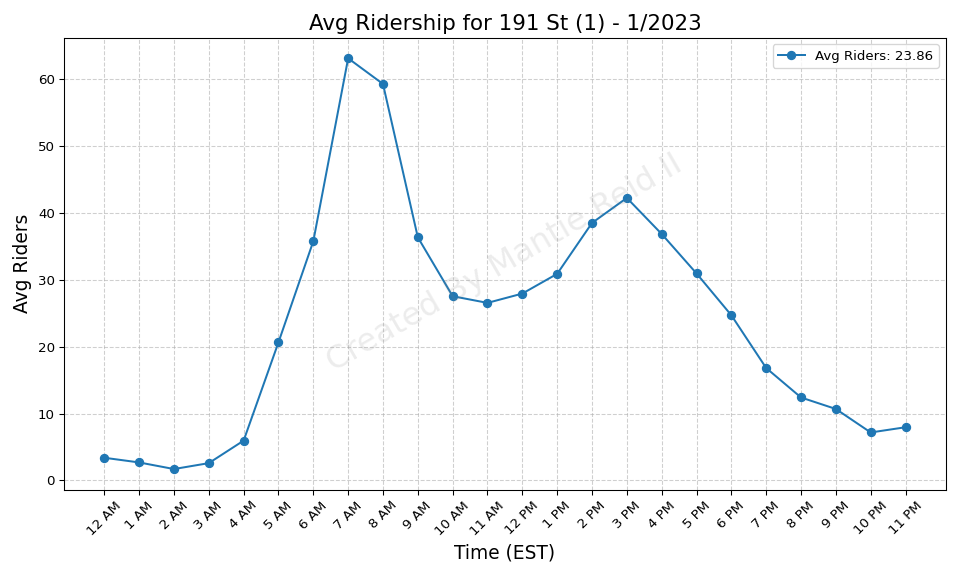 Avg Ridership for 191 St (1) - 1/2023
Avg Riders: 23.86
Avg Riders
60
50
40
30
20
10
0
Created By Mantie Reid II
12 AM
1 AM
2 AM
3 AM
4 AM
5 AM
6 AM
7 AM
8 AM
9 AM
10 AM
11 AM
12 PM
1 PM
2 PM
3 PM
4 PM
5 PM
6 PM
7 PM
8 PM
9 PM
10 PM
11 PM
Time (EST)